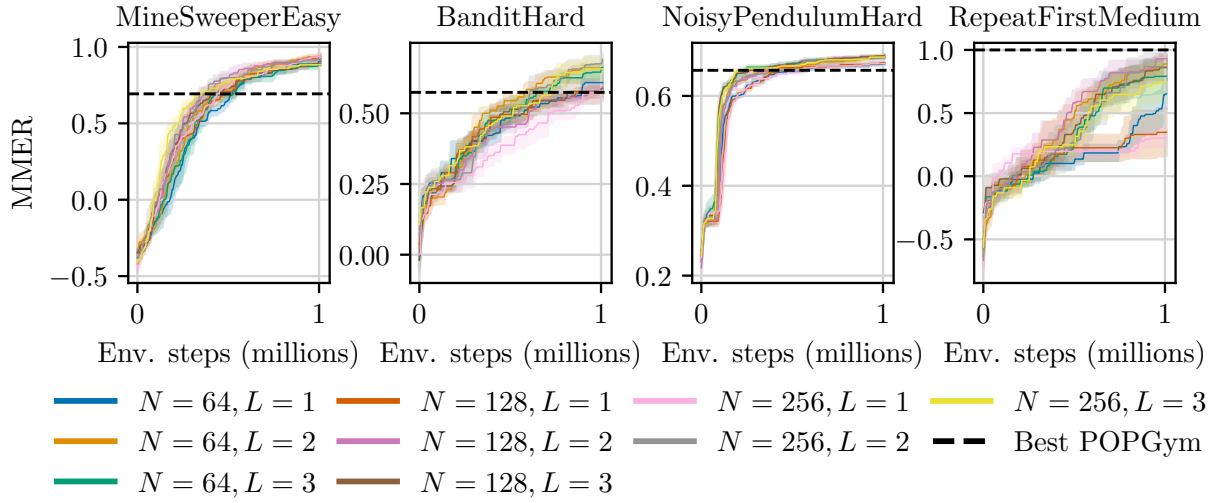 MineSweeperEasy BanditHard NoisyPendulumHard RepeatFirstMedium
MMER
1.0
0.5
0.0
−0.5
0.50
0.25
0.00
0.6
0.4
0.2
1.0
0.5
0.0
−0.5
0 1 0 1 0 1 0 1
Env. steps (millions) Env. steps (millions) Env. steps (millions) Env. steps (millions)
N = 64, L = 1 N = 128, L = 1 N = 256, L = 1 N = 256, L = 3
N = 64, L = 2 N = 128, L = 2 N = 256, L = 2 Best POPGym
N = 64, L = 3 N = 128, L = 3